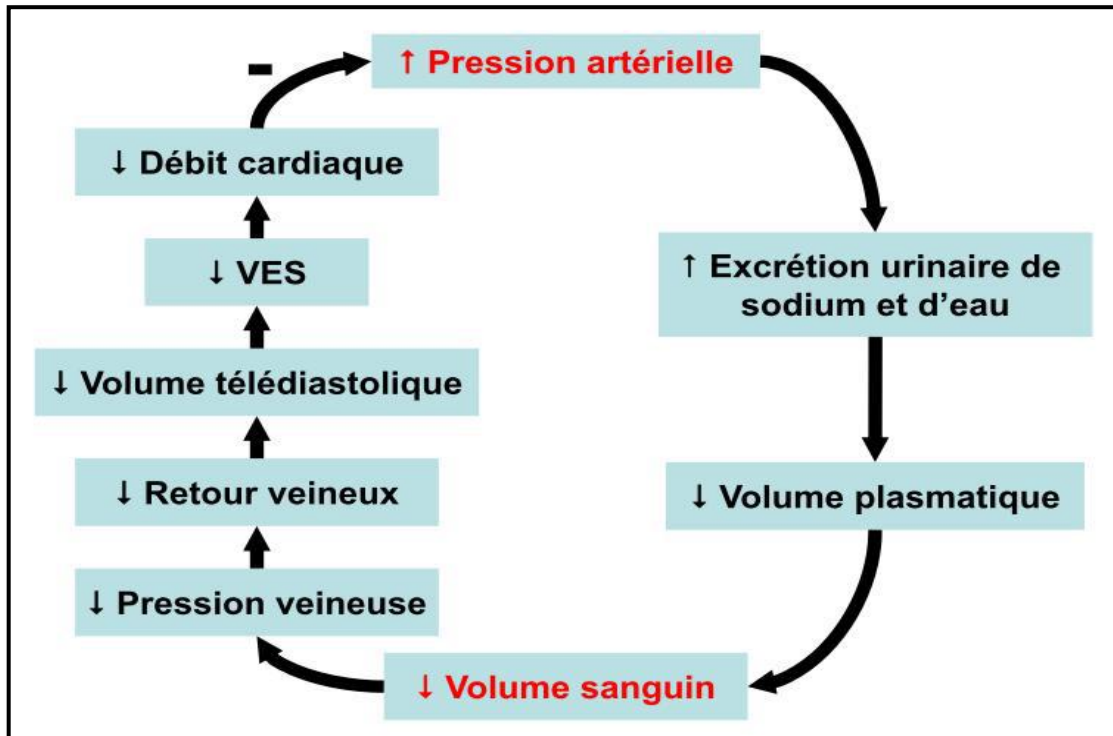 ↑ Pression artérielle
↑ Excrétion urinaire de
sodium et d'eau
↓ Volume plasmatique
↓ Volume sanguin
↓ Pression veineuse
↓ Retour veineux
↓ Volume télédiastolique
↓ VES
↓ Débit cardiaque
-